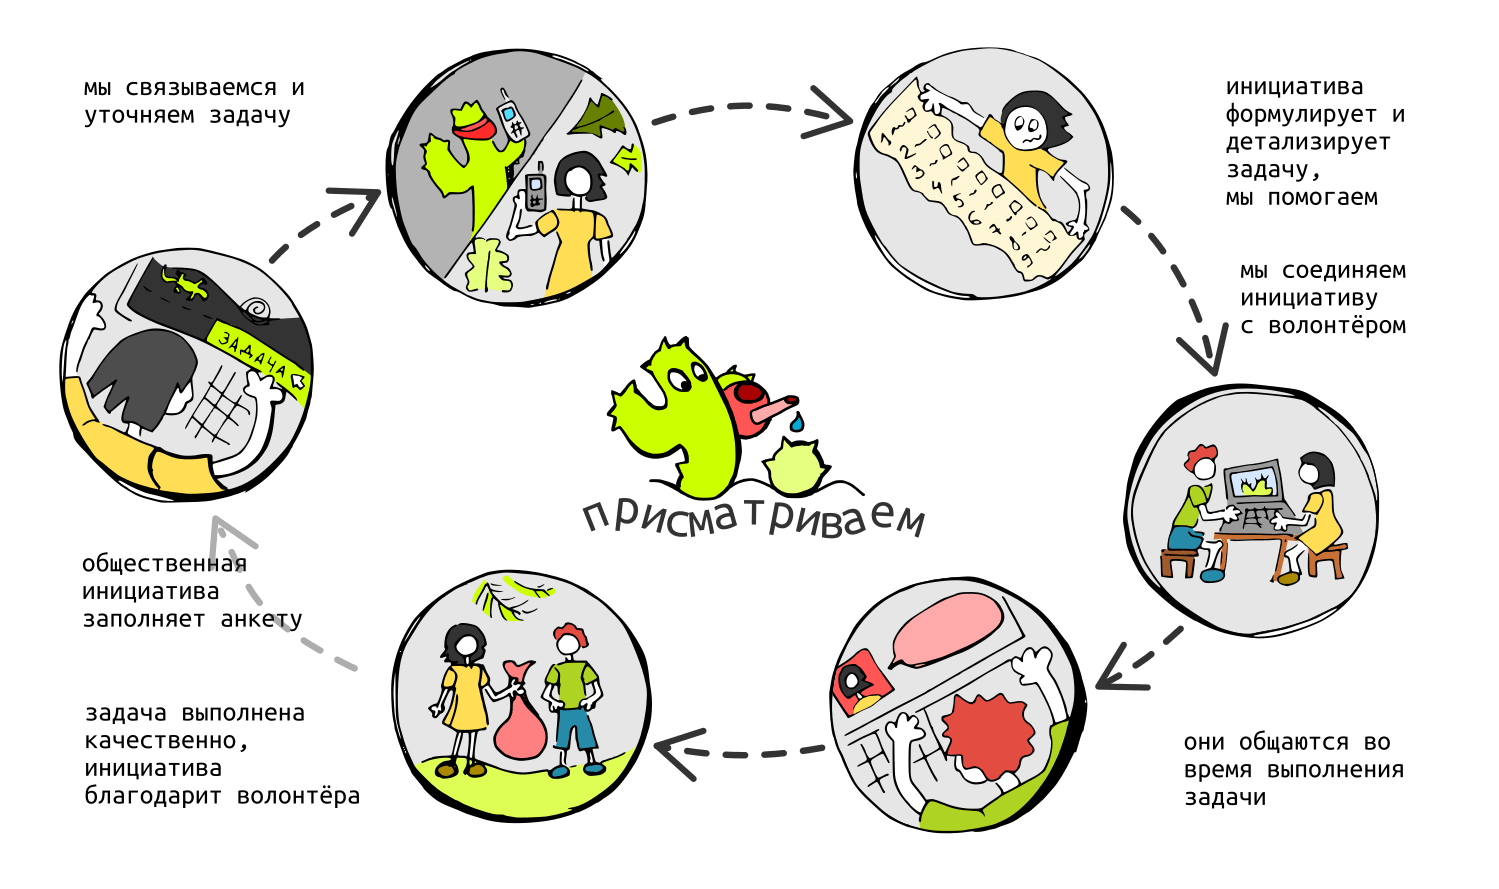 мы связываемся и
уточняем задачу
инициатива
формулирует и
детализирует
задачу,
мы помогаем
1
2
3
4
5
6
7
8
9
мы соединяем
инициативу
с волонтёром
ЗАДАЧА
#
#
присматриваем
общественная
инициатива
заполняет анкету
задача выполнена
качественно,
инициатива
благодарит волонтёра
они общаются во
время выполнения
задачи